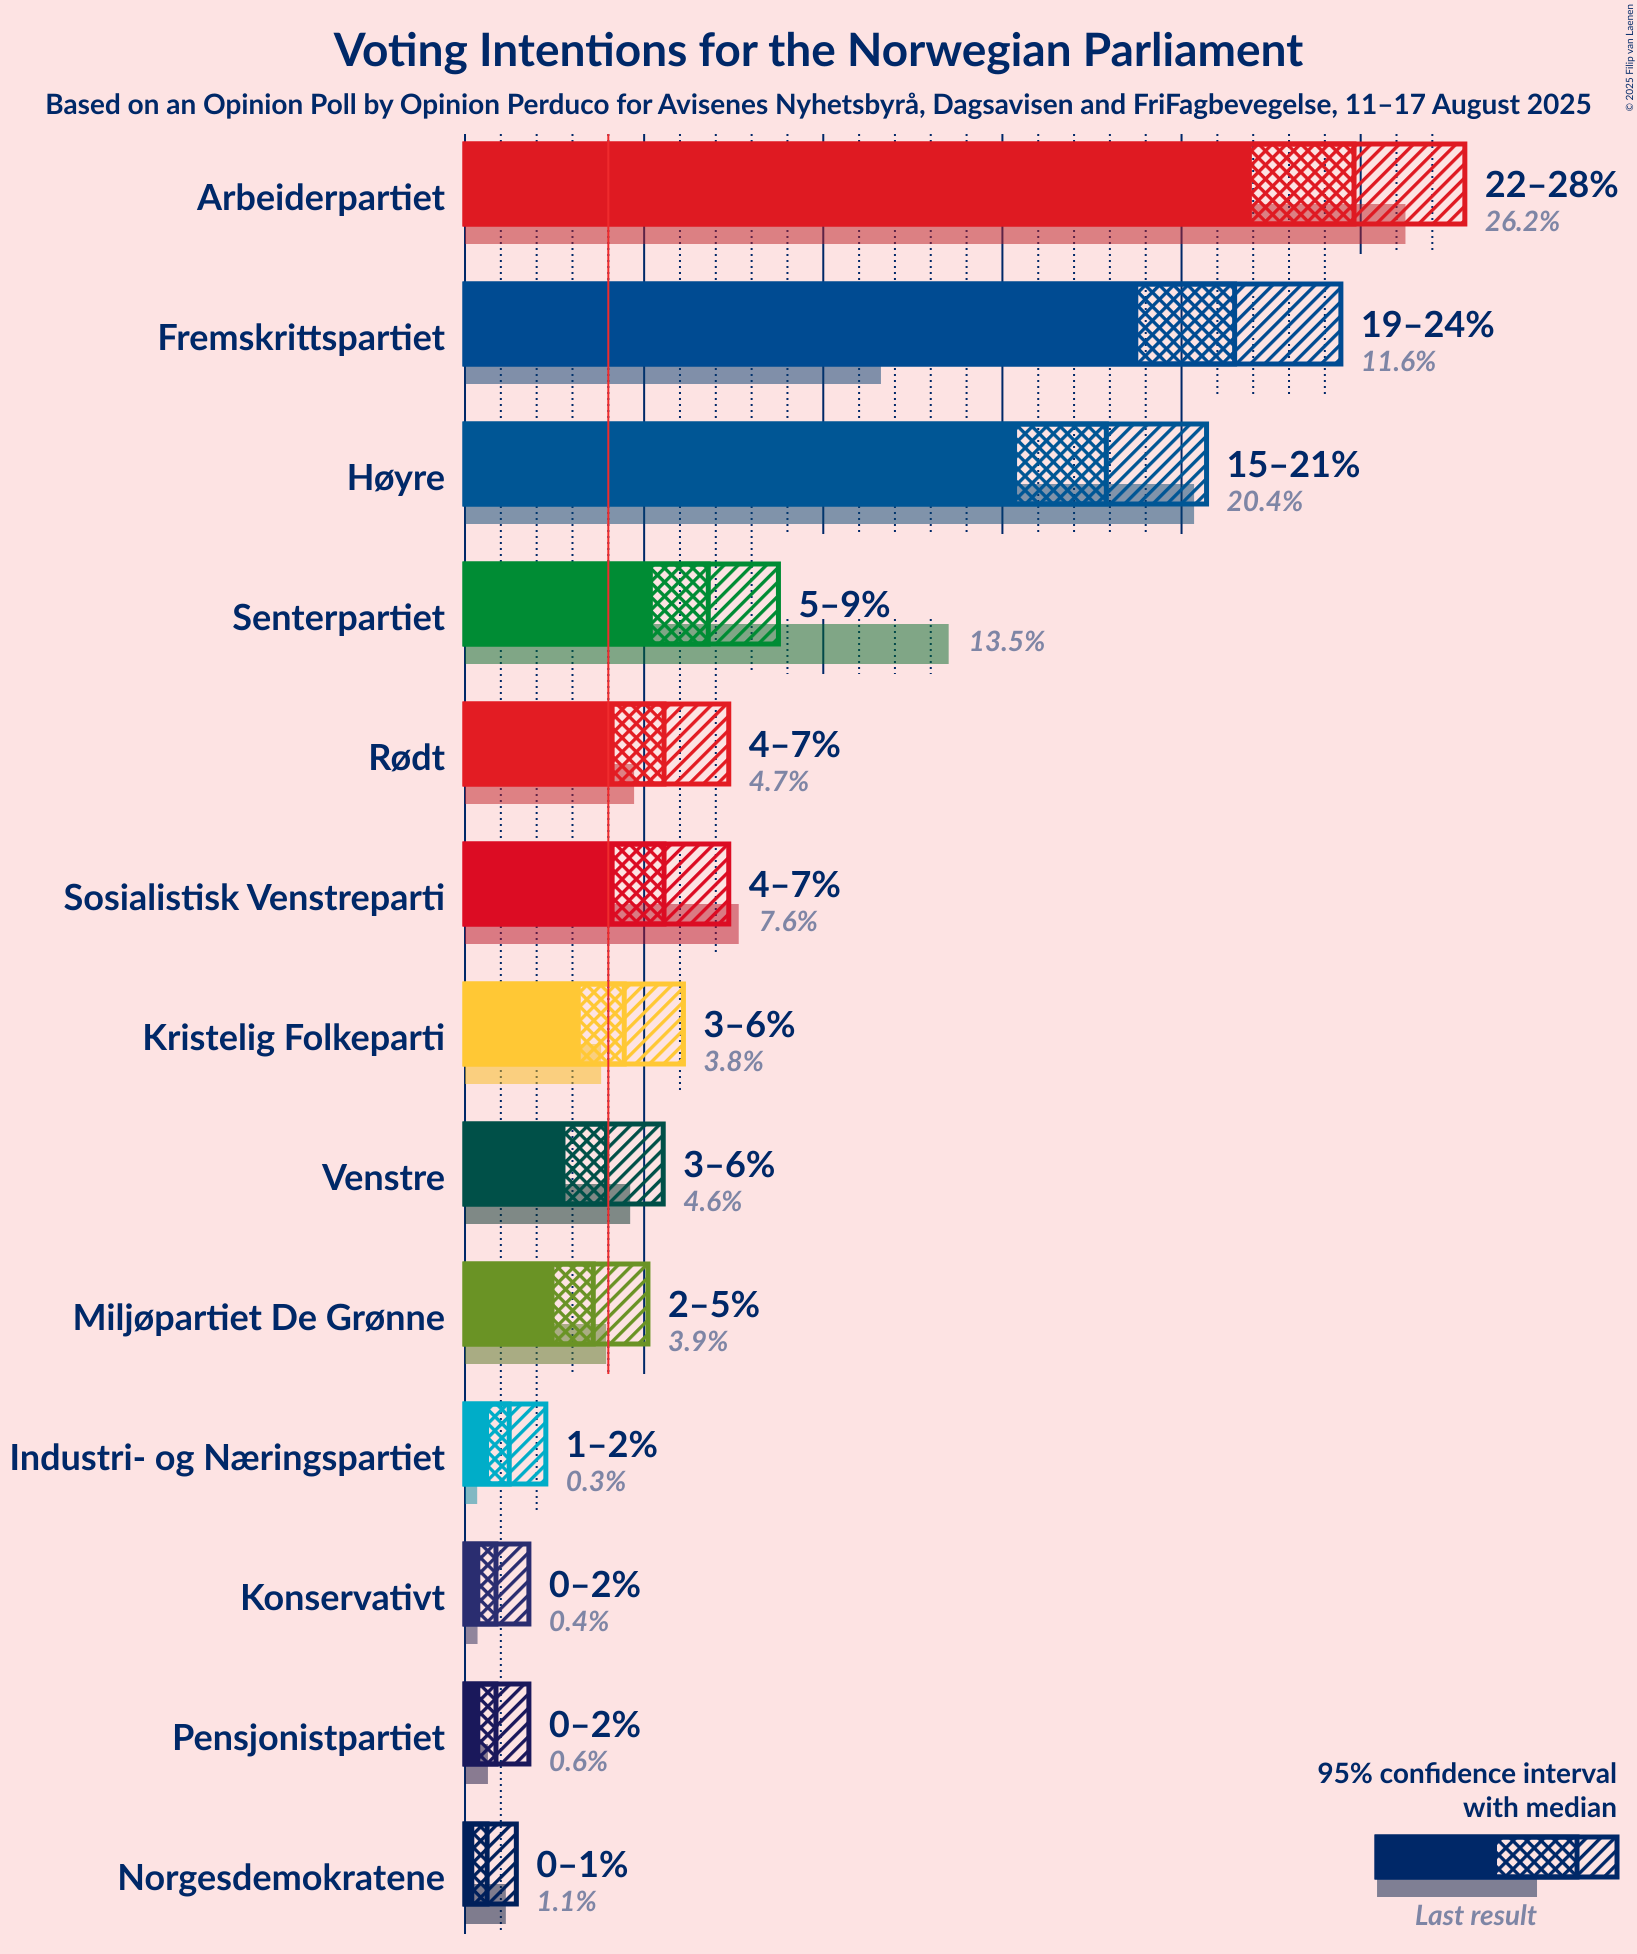 © 2025 Filip van Laenen
Voting Intentions for the Norwegian Parliament
Based on an Opinion Poll by Opinion Perduco for Avisenes Nyhetsbyrå, Dagsavisen and FriFagbevegelse, 11–17 August 2025
Arbeiderpartiet
22–28%
26.2%
Fremskrittspartiet
19–24%
11.6%
Høyre
15–21%
20.4%
Senterpartiet
5–9%
13.5%
Rødt
4–7%
4.7%
Sosialistisk Venstreparti
4–7%
7.6%
Kristelig Folkeparti
3–6%
3.8%
Venstre
3–6%
4.6%
Miljøpartiet De Grønne
2–5%
3.9%
Industri- og Næringspartiet
1–2%
0.3%
Konservativt
0–2%
0.4%
Pensjonistpartiet
0–2%
0.6%
Norgesdemokratene
0–1%
1.1%
95% confidence interval
with median
Last result